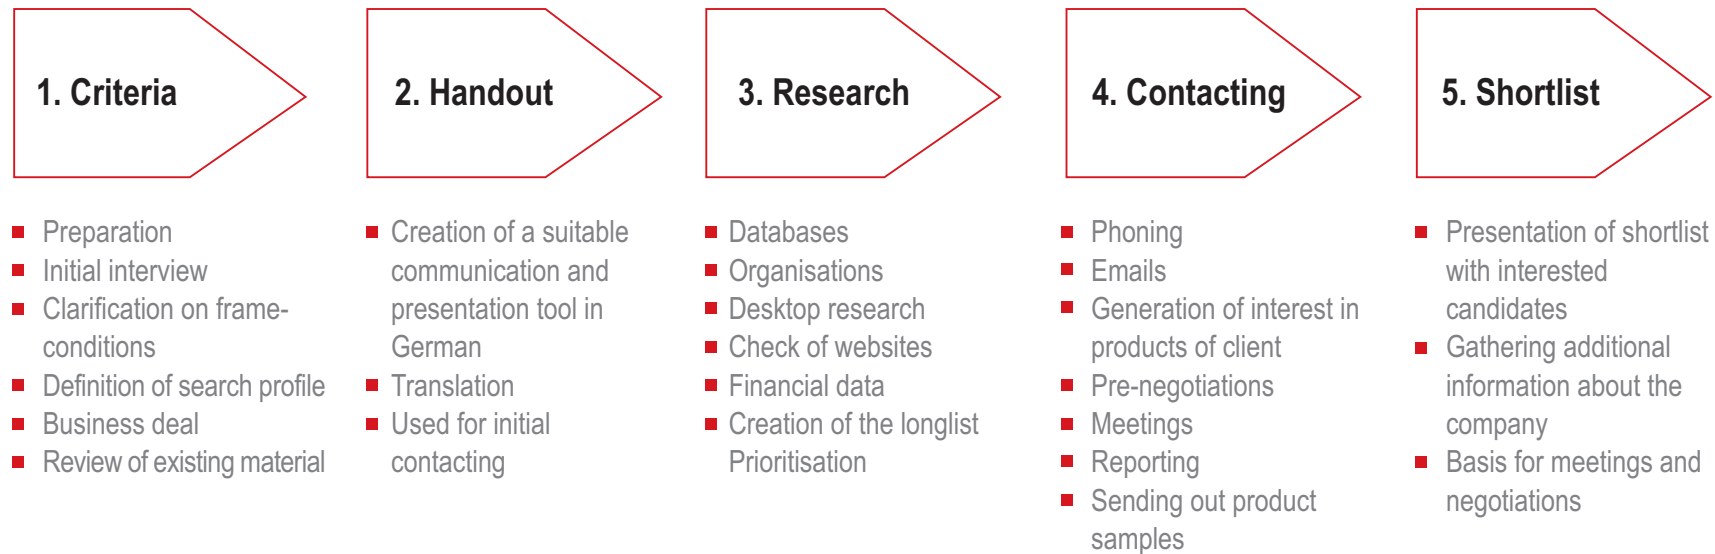 1. Criteria
Preparation
Initial interview
Clarification on frame-
conditions
Definition of search profile
Business deal
Review of existing material
2. Handout
Creation of a suitable
communication and
presentation tool in
German
Translation
Used for initial
contacting
3. Research
Databases
Organisations
Desktop research
Check of websites
Financial data
Creation of the longlist
Prioritisation
4. Contacting
Phoning
Emails
Generation of interest in
products of client
Pre-negotiations
Meetings
Reporting
Sending out product
samples
5. Shortlist
Presentation of shortlist
with interested
candidates
Gathering additional
information about the
company
Basis for meetings and
negotiations